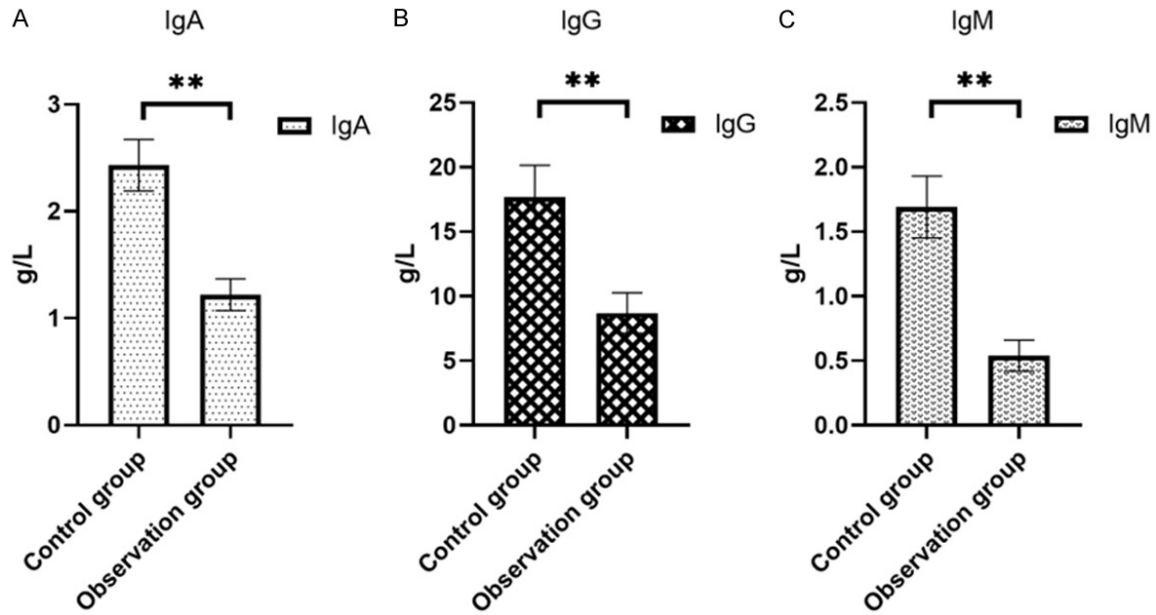 A
IgA
**
3
2
1
0
g/L
IgA
Control group
Observation group
B
IgG
**
25
20
15
10
5
0
g/L
IgG
Control group
Observation group
C
IgM
**
2.5
2.0
1.5
1.0
0.5
0.0
g/L
IgM
Control group
Observation group